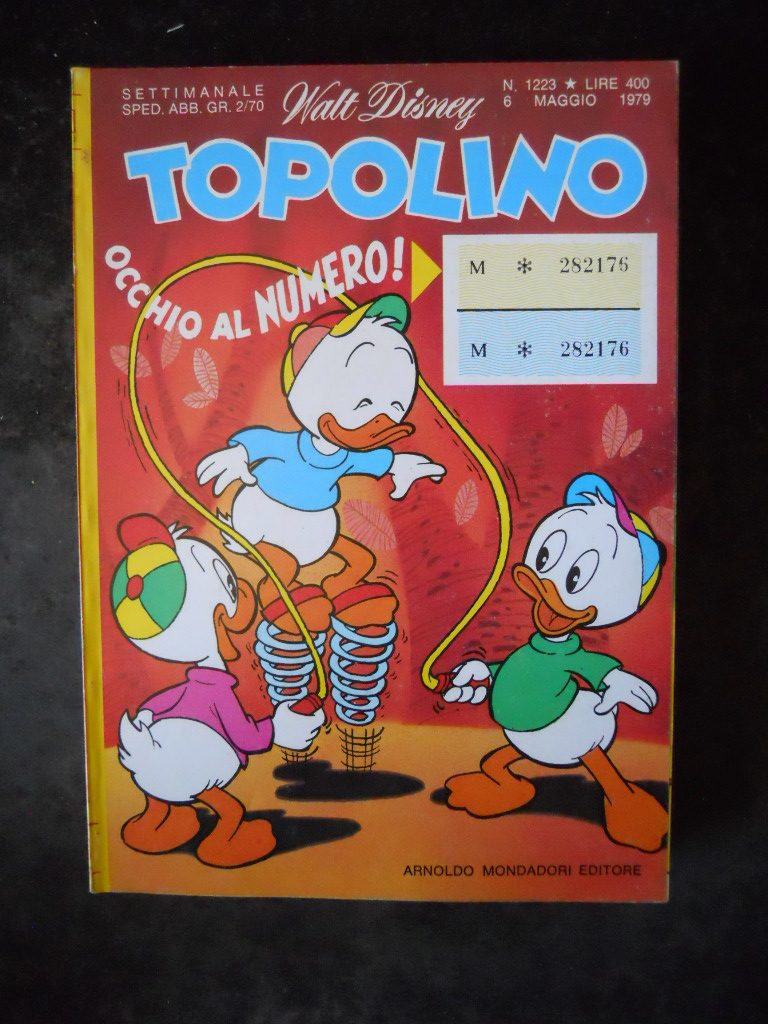 SETTIMANALE
SPED. ABB. GR. 2/70
Walt Disney
N. 1223 ★ LIRE 400
6 MAGGIO 1979
TOPOLINO
OCCHIO AL NUMERO!
M * 282176
M * 282176
ARNOLDO MONDADORI EDITORE